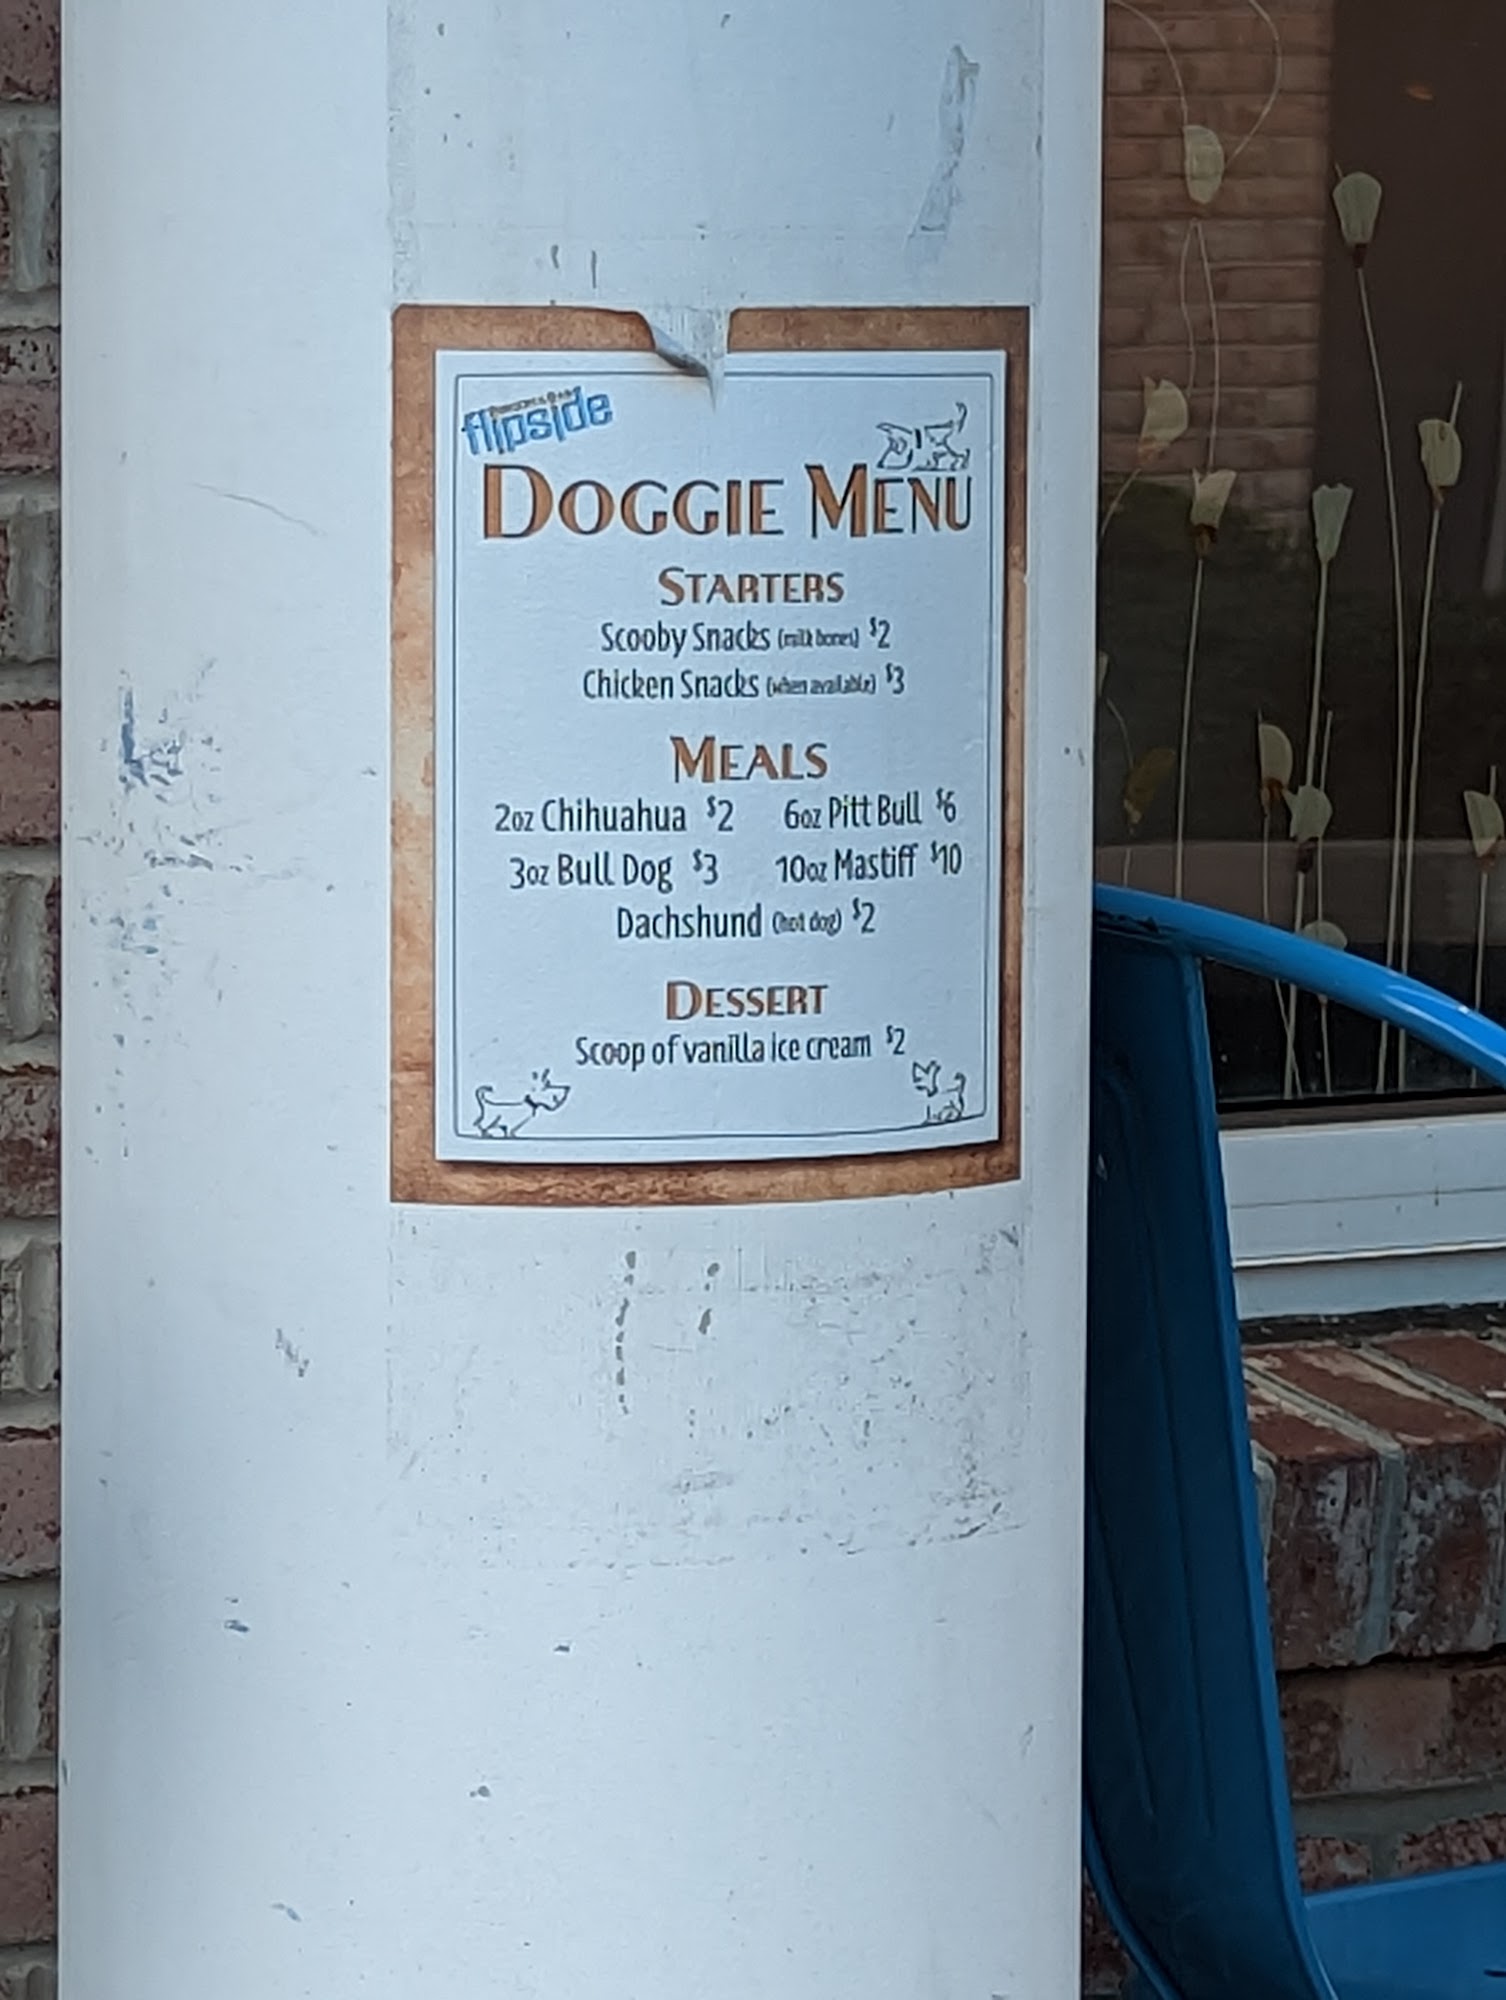 flipside
DOGGIE MENU
STARTERS
Scooby Snacks (milk bones) $2
Chicken Snacks (when available) $3
MEALS
2oz Chihuahua $2 6oz Pitt Bull $6
3oz Bull Dog $3 10oz Mastiff $10
Dachshund (hot dog) $2
DESSERT
Scoop of vanilla ice cream $2